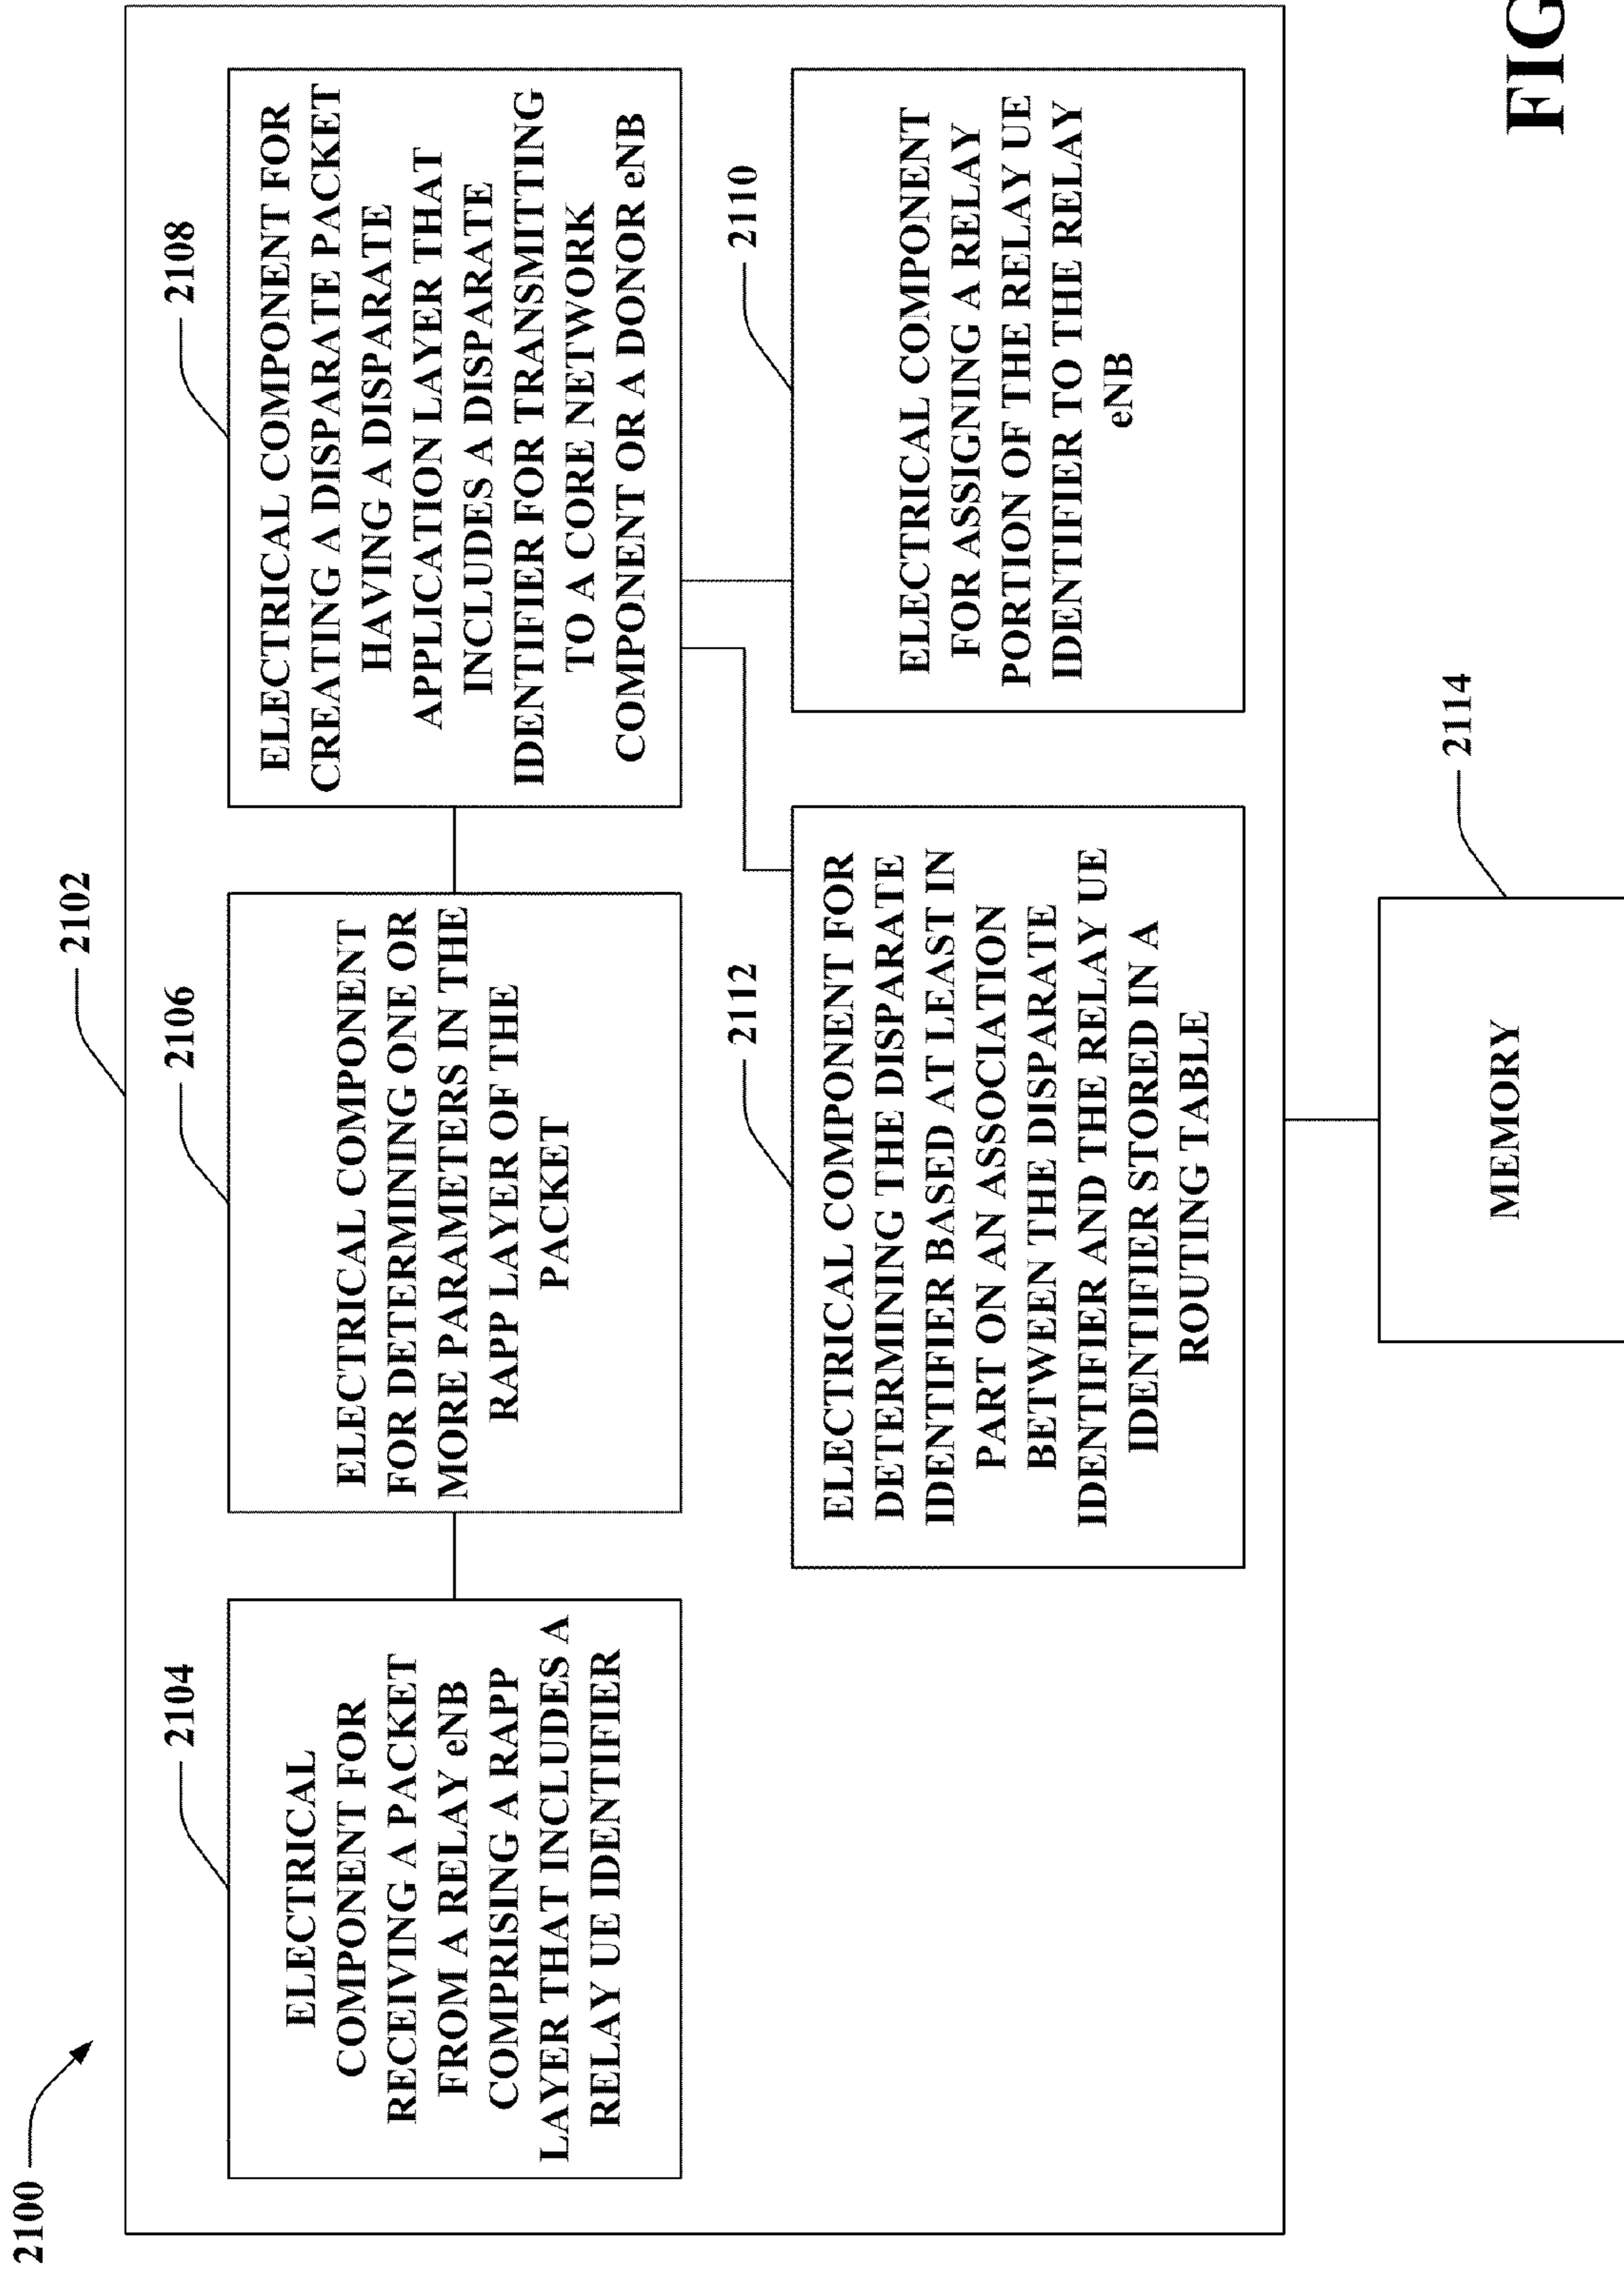 2100
2102
2104
ELECTRICAL
COMPONENT FOR
RECEIVING A PACKET
FROM A RELAY eNB
COMPRISING A RAPP
LAYER THAT INCLUDES A
RELAY UE IDENTIFIER
2106
ELECTRICAL COMPONENT
FOR DETERMINING ONE OR
MORE PARAMETERS IN THE
RAPP LAYER OF THE
PACKET
2108
ELECTRICAL COMPONENT FOR
CREATING A DISPARATE PACKET
HAVING A DISPARATE
APPLICATION LAYER THAT
INCLUDES A DISPARATE
IDENTIFIER FOR TRANSMITTING
TO A CORE NETWORK
COMPONENT OR A DONOR eNB
2112
ELECTRICAL COMPONENT FOR
DETERMINING THE DISPARATE
IDENTIFIER BASED AT LEAST IN
PART ON AN ASSOCIATION
BETWEEN THE DISPARATE
IDENTIFIER AND THE RELAY UE
IDENTIFIER STORED IN A
ROUTING TABLE
2110
ELECTRICAL COMPONENT
FOR ASSIGNING A RELAY
PORTION OF THE RELAY UE
IDENTIFIER TO THE RELAY
eNB
2114
MEMORY
FIG